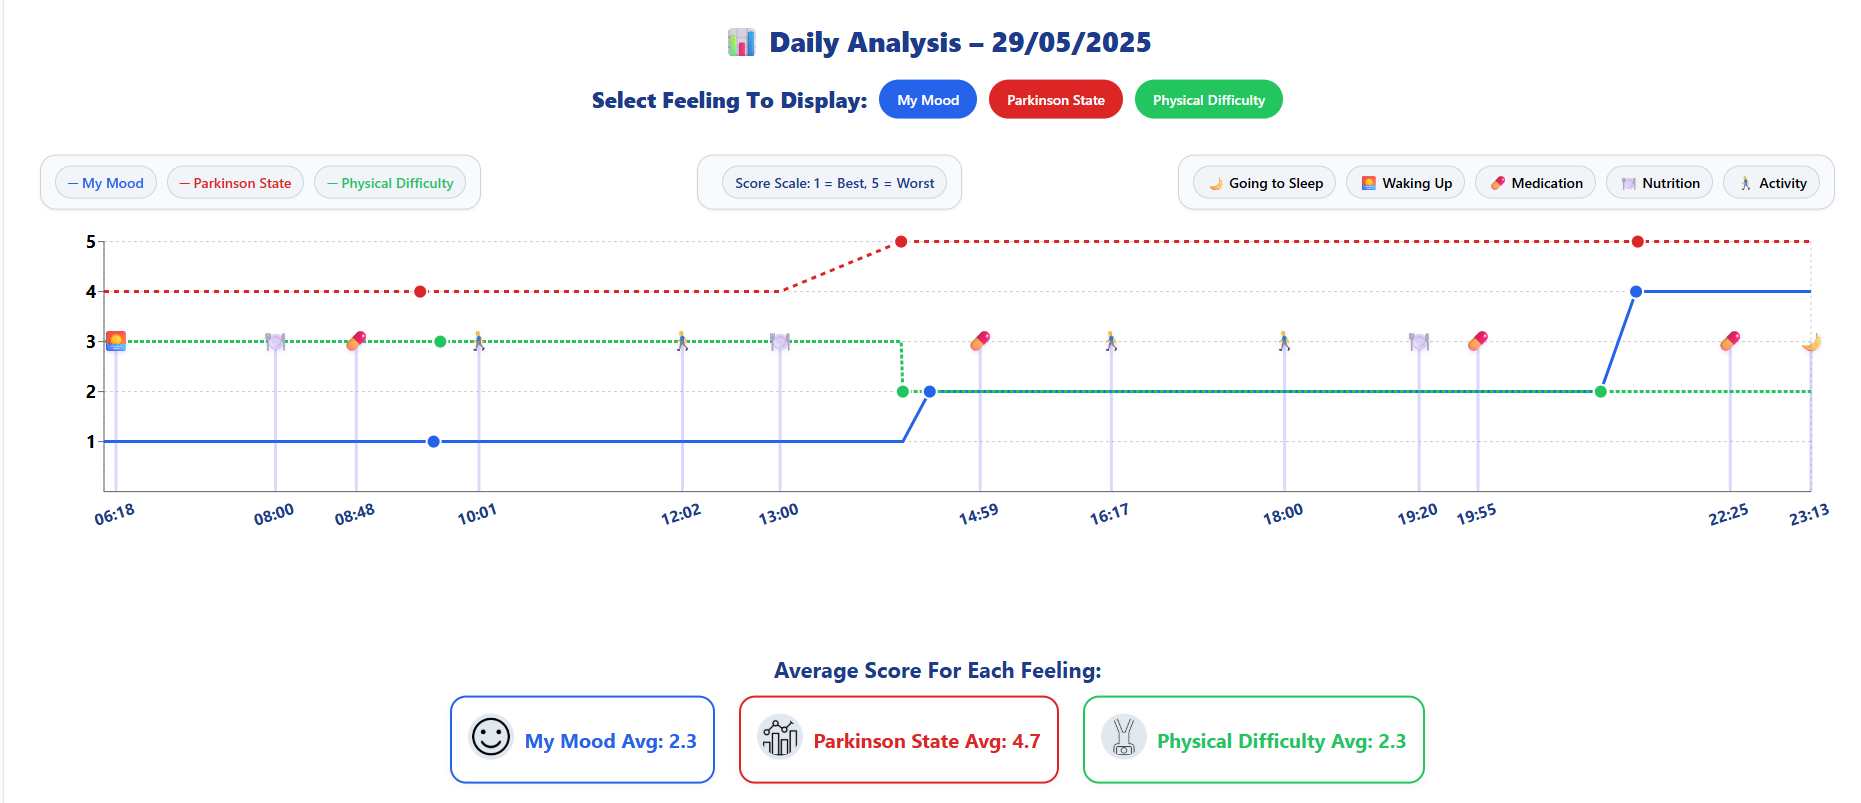 Daily Analysis – 29/05/2025
Select Feeling To Display: My Mood Parkinson State Physical Difficulty
— My Mood — Parkinson State — Physical Difficulty Score Scale: 1 = Best, 5 = Worst Going to Sleep Waking Up Medication Nutrition Activity
5
4
3
2
1
06:18 08:00 08:48 10:01 12:02 13:00 14:59 16:17 18:00 19:20 19:55 22:25 23:13
Average Score For Each Feeling:
My Mood Avg: 2.3 Parkinson State Avg: 4.7 Physical Difficulty Avg: 2.3